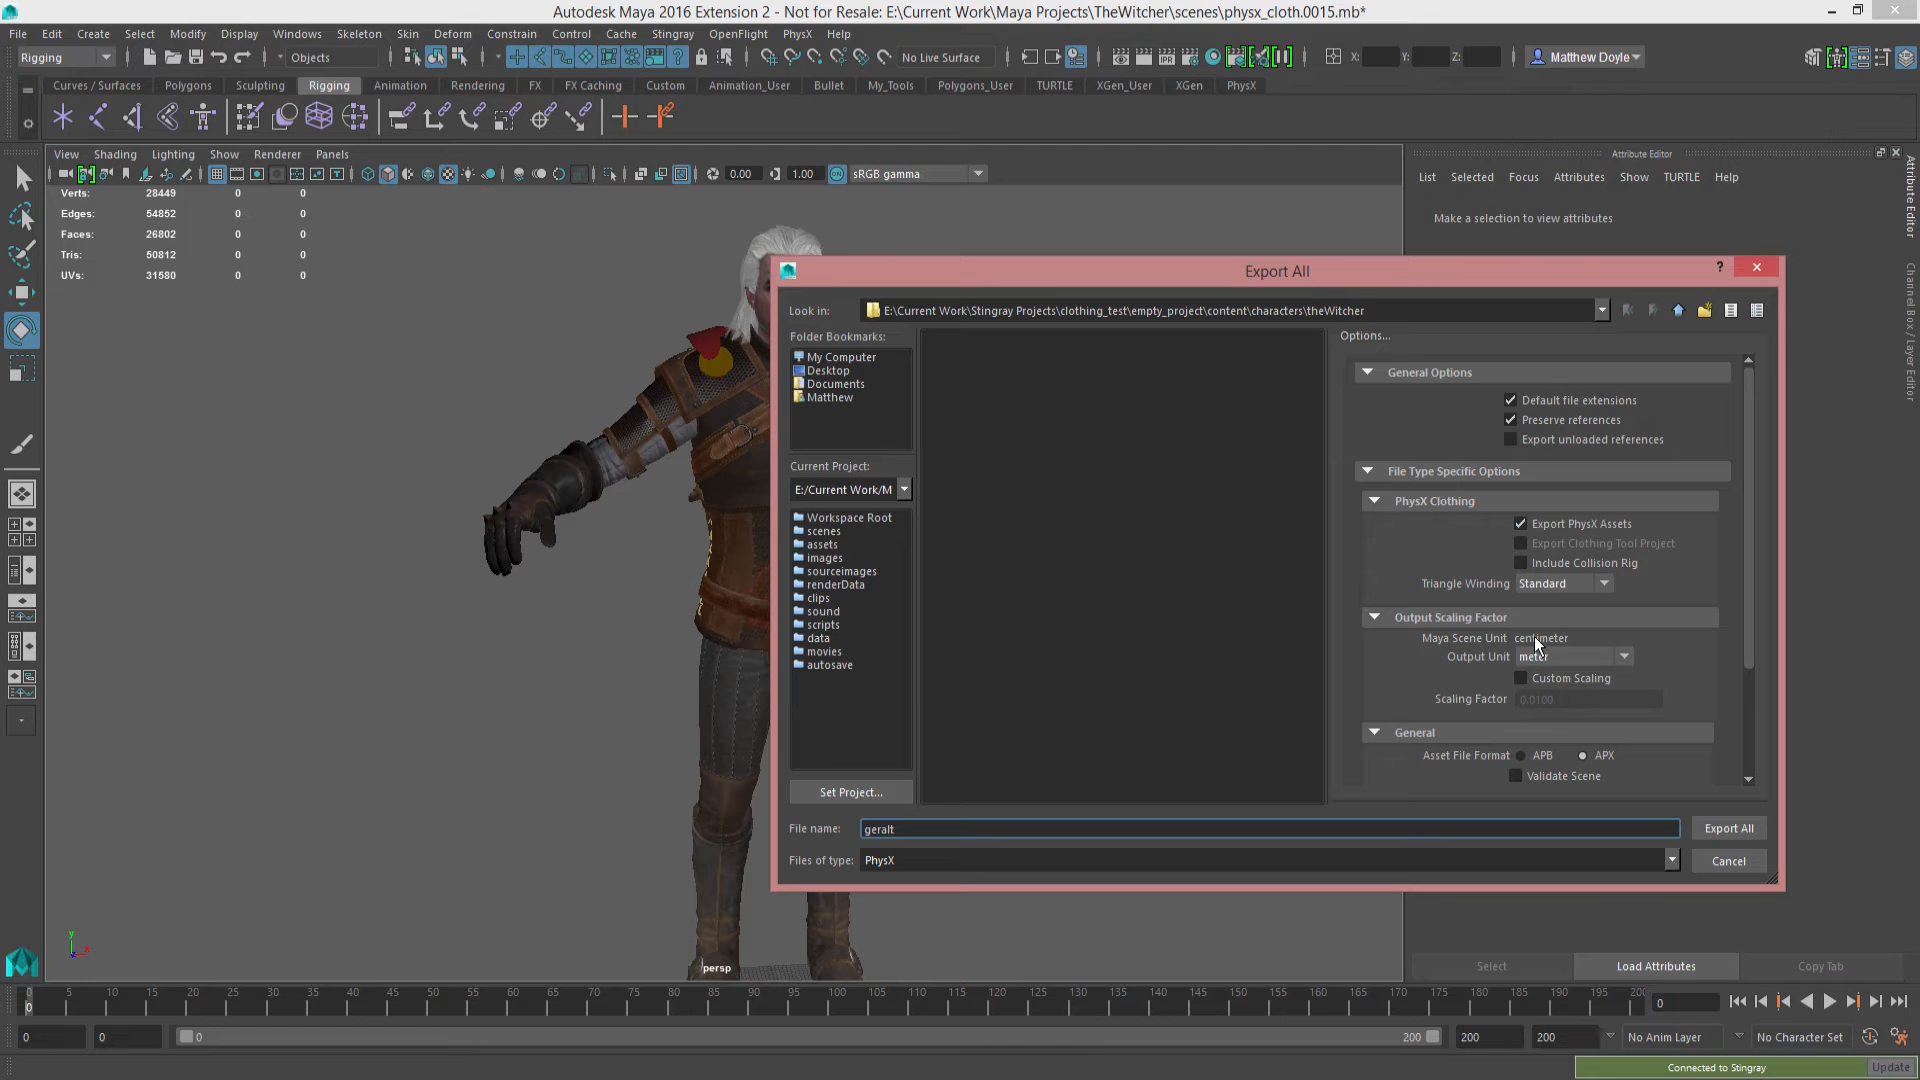 Autodesk Maya 2016 Extension 2 - Not for Resale: E:\Current Work\Maya Projects\TheWitcher\scenes\physx_cloth.0015.mb*
File Edit Create Select Modify Display Windows Skeleton Skin Deform Constrain Control Cache Stingray OpenFlight PhysX Help
Rigging Objects No Live Surface X: Y: Z: Matthew Doyle
Curves / Surfaces Polygons Sculpting Rigging Animation Rendering FX FX Caching Custom Animation_User Bullet My_Tools Polygons_User TURTLE XGen_User XGen PhysX
View Shading Lighting Show Renderer Panels
0.00 1.00 sRGB gamma
Verts: 28449 0 0
Edges: 54852 0 0
Faces: 26802 0 0
Tris: 50812 0 0
UVs: 31580 0 0
Attribute Editor
List Selected Focus Attributes Show TURTLE Help
Make a selection to view attributes
Attribute Editor
Channel Box / Layer Editor
Export All
?
Look in: E:\Current Work\Stingray Projects\clothing_test\empty_project\content\characters\theWitcher
Folder Bookmarks:
My Computer
Desktop
Documents
Matthew
Current Project:
E:/Current Work/M
Workspace Root
scenes
assets
images
sourceimages
renderData
clips
sound
scripts
data
movies
autosave
Set Project...
Options...
General Options
Default file extensions
Preserve references
Export unloaded references
File Type Specific Options
PhysX Clothing
Export PhysX Assets
Export Clothing Tool Project
Include Collision Rig
Triangle Winding Standard
Output Scaling Factor
Maya Scene Unit centimeter
Output Unit meter
Custom Scaling
Scaling Factor 0.0100
General
Asset File Format APB APX
Validate Scene
File name: geralt Export All
Files of type: PhysX Cancel
y
x
persp
Select Load Attributes Copy Tab
0 5 10 15 20 25 30 35 40 45 50 55 60 65 70 75 80 85 90 95 100 105 110 115 120 125 130 135 140 145 150 155 160 165 170 175 180 185 190 195 200
0 0
0 0 0 200 200 200 No Anim Layer No Character Set
Connected to Stingray Update